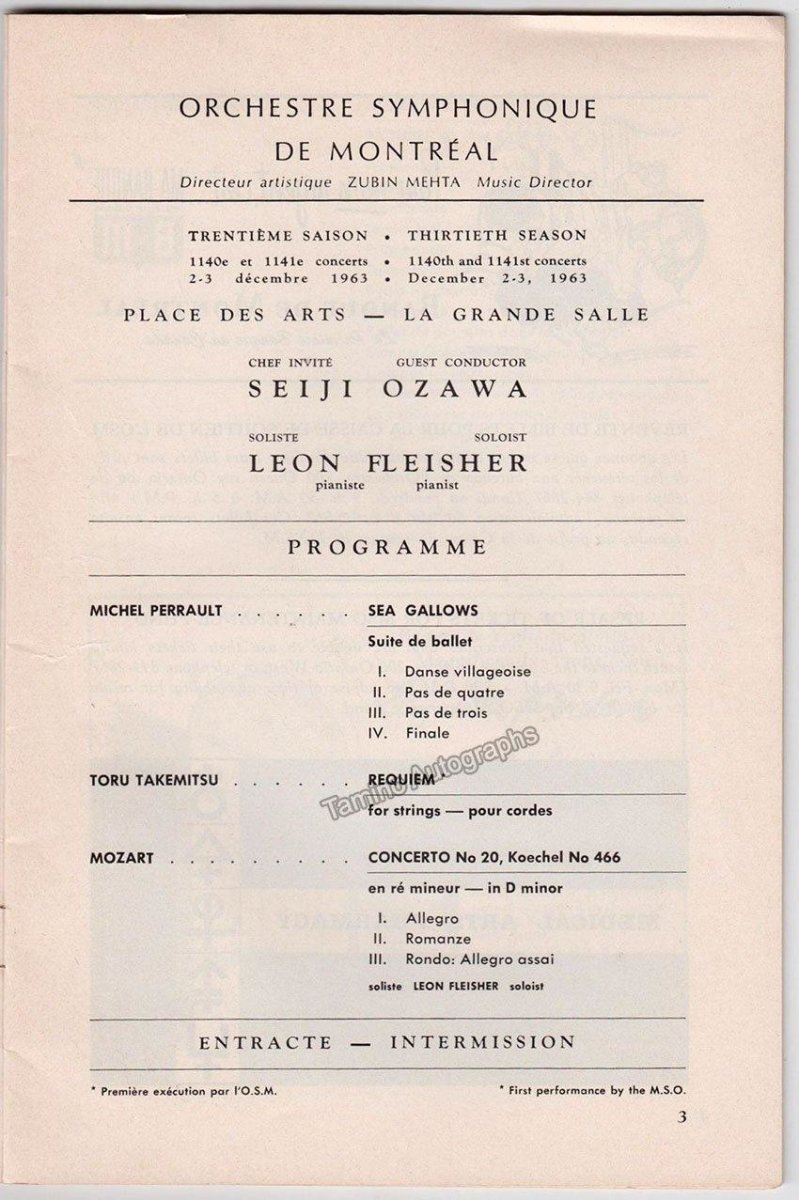 ORCHESTRE SYMPHONIQUE
DE MONTRÉAL
Directeur artistique ZUBIN MEHTA Music Director
TRENTIÈME SAISON • THIRTIETH SEASON
1140e et 1141e concerts • 1140th and 1141st concerts
2-3 décembre 1963 • December 2-3, 1963
PLACE DES ARTS — LA GRANDE SALLE
CHEF INVITÉ GUEST CONDUCTOR
SEIJI OZAWA
SOLISTE SOLOIST
LEON FLEISHER
pianiste pianist
PROGRAMME
MICHEL PERRAULT . . . . . . SEA GALLOWS
Suite de ballet
I. Danse villageoise
II. Pas de quatre
III. Pas de trois
IV. Finale
Tamino Autographs
TORU TAKEMITSU . . . . . . REQUIEM *
for strings — pour cordes
MOZART . . . . . . . . . CONCERTO No 20, Koechel No 466
en ré mineur — in D minor
I. Allegro
II. Romanze
III. Rondo: Allegro assai
soliste LEON FLEISHER soloist
ENTRACTE — INTERMISSION
* Première exécution par l'O.S.M. * First performance by the M.S.O.
3